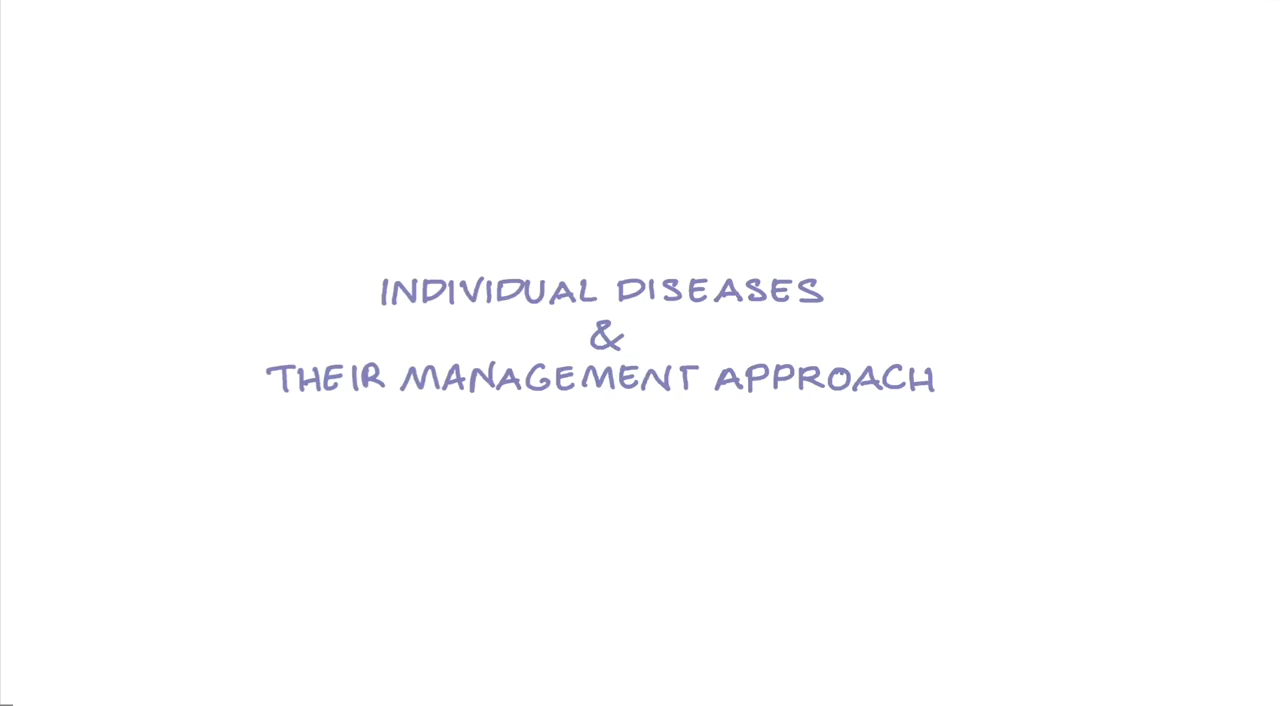 INDIVIDUAL DISEASES
&
THEIR MANAGEMENT APPROACH